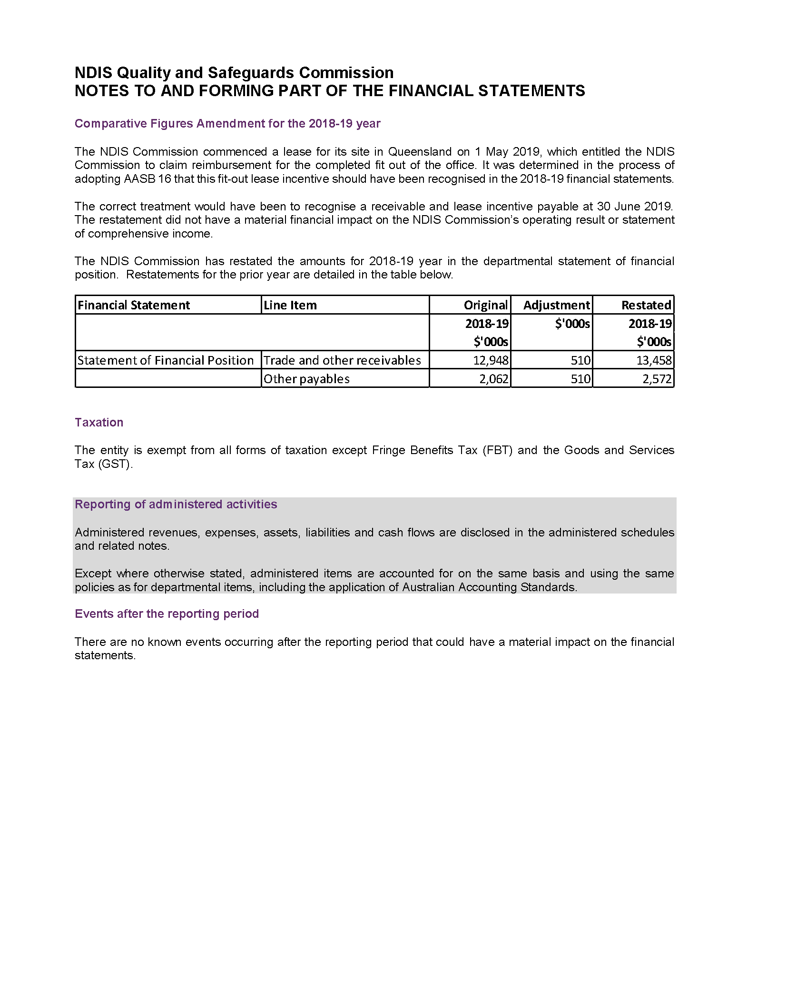 NDIS Quality and Safeguards Commission
NOTES TO AND FORMING PART OF THE FINANCIAL STATEMENTS
Comparative Figures Amendment for the 2018-19 year
The NDIS Commission commenced a lease for its site in Queensland on 1 May 2019, which entitled the NDIS
Commission to claim reimbursement for the completed fit out of the office. It was determined in the process of
adopting AASB 16 that this fit-out lease incentive should have been recognised in the 2018-19 financial statements.
The correct treatment would have been to recognise a receivable and lease incentive payable at 30 June 2019.
The restatement did not have a material financial impact on the NDIS Commission’s operating result or statement
of comprehensive income.
The NDIS Commission has restated the amounts for 2018-19 year in the departmental statement of financial
position. Restatements for the prior year are detailed in the table below.
Financial Statement Line Item Original Adjustment Restated
2018-19 $'000s 2018-19
$'000s $'000s
Statement of Financial Position Trade and other receivables 12,948 510 13,458
Other payables 2,062 510 2,572
Taxation
The entity is exempt from all forms of taxation except Fringe Benefits Tax (FBT) and the Goods and Services
Tax (GST).
Reporting of administered activities
Administered revenues, expenses, assets, liabilities and cash flows are disclosed in the administered schedules
and related notes.
Except where otherwise stated, administered items are accounted for on the same basis and using the same
policies as for departmental items, including the application of Australian Accounting Standards.
Events after the reporting period
There are no known events occurring after the reporting period that could have a material impact on the financial
statements.